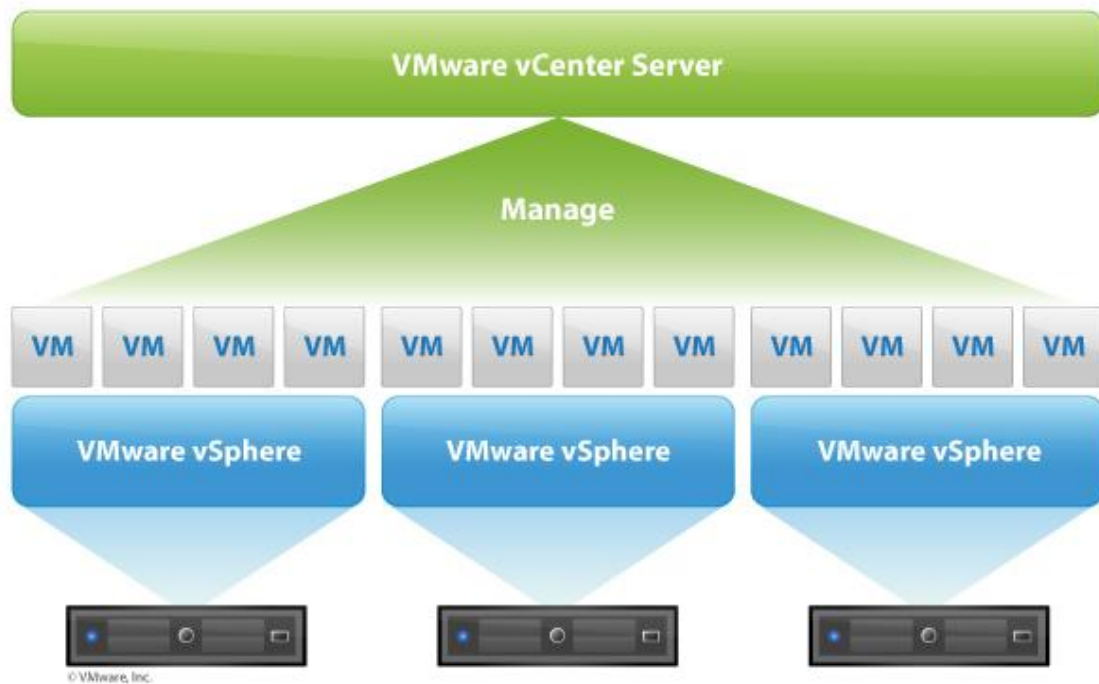 VMware vCenter Server
Manage
VM VM VM VM VM VM VM VM VM VM VM VM
VMware vSphere VMware vSphere VMware vSphere
© VMware, Inc.